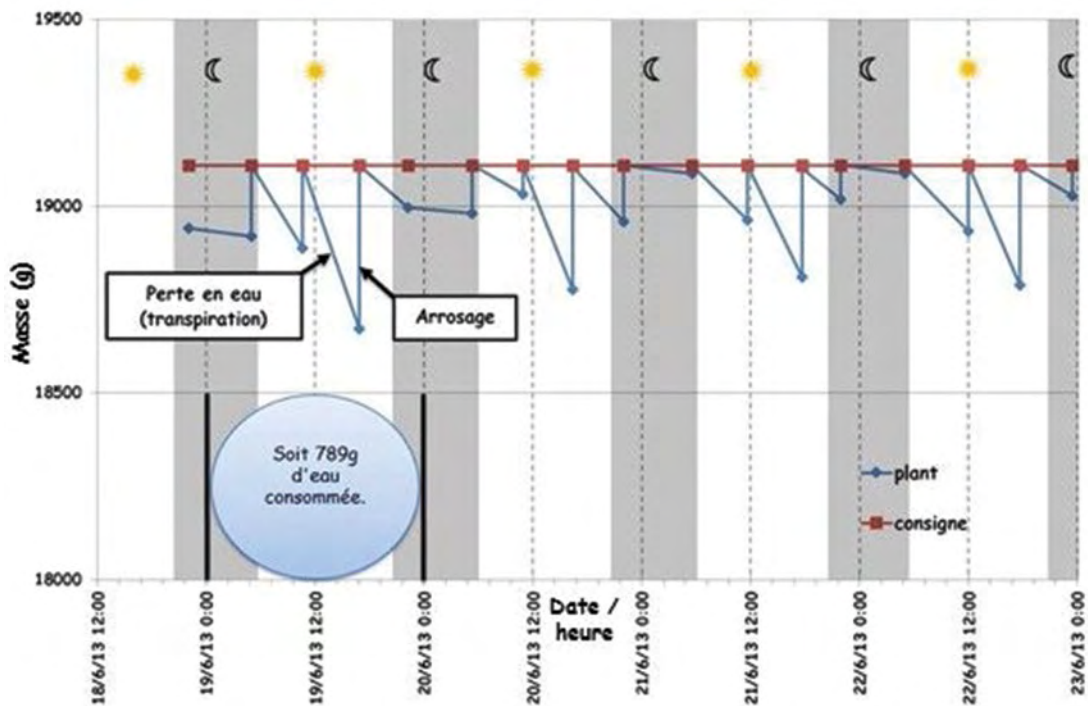 19500
19000
18500
18000
Masse (g)
Perte en eau
(transpiration)
Arrosage
Soit 789g
d'eau
consommée.
plant
consigne
18/6/13 12:00
19/6/13 0:00
19/6/13 12:00
20/6/13 0:00
20/6/13 12:00
21/6/13 0:00
21/6/13 12:00
22/6/13 0:00
22/6/13 12:00
23/6/13 0:00
Date /
heure